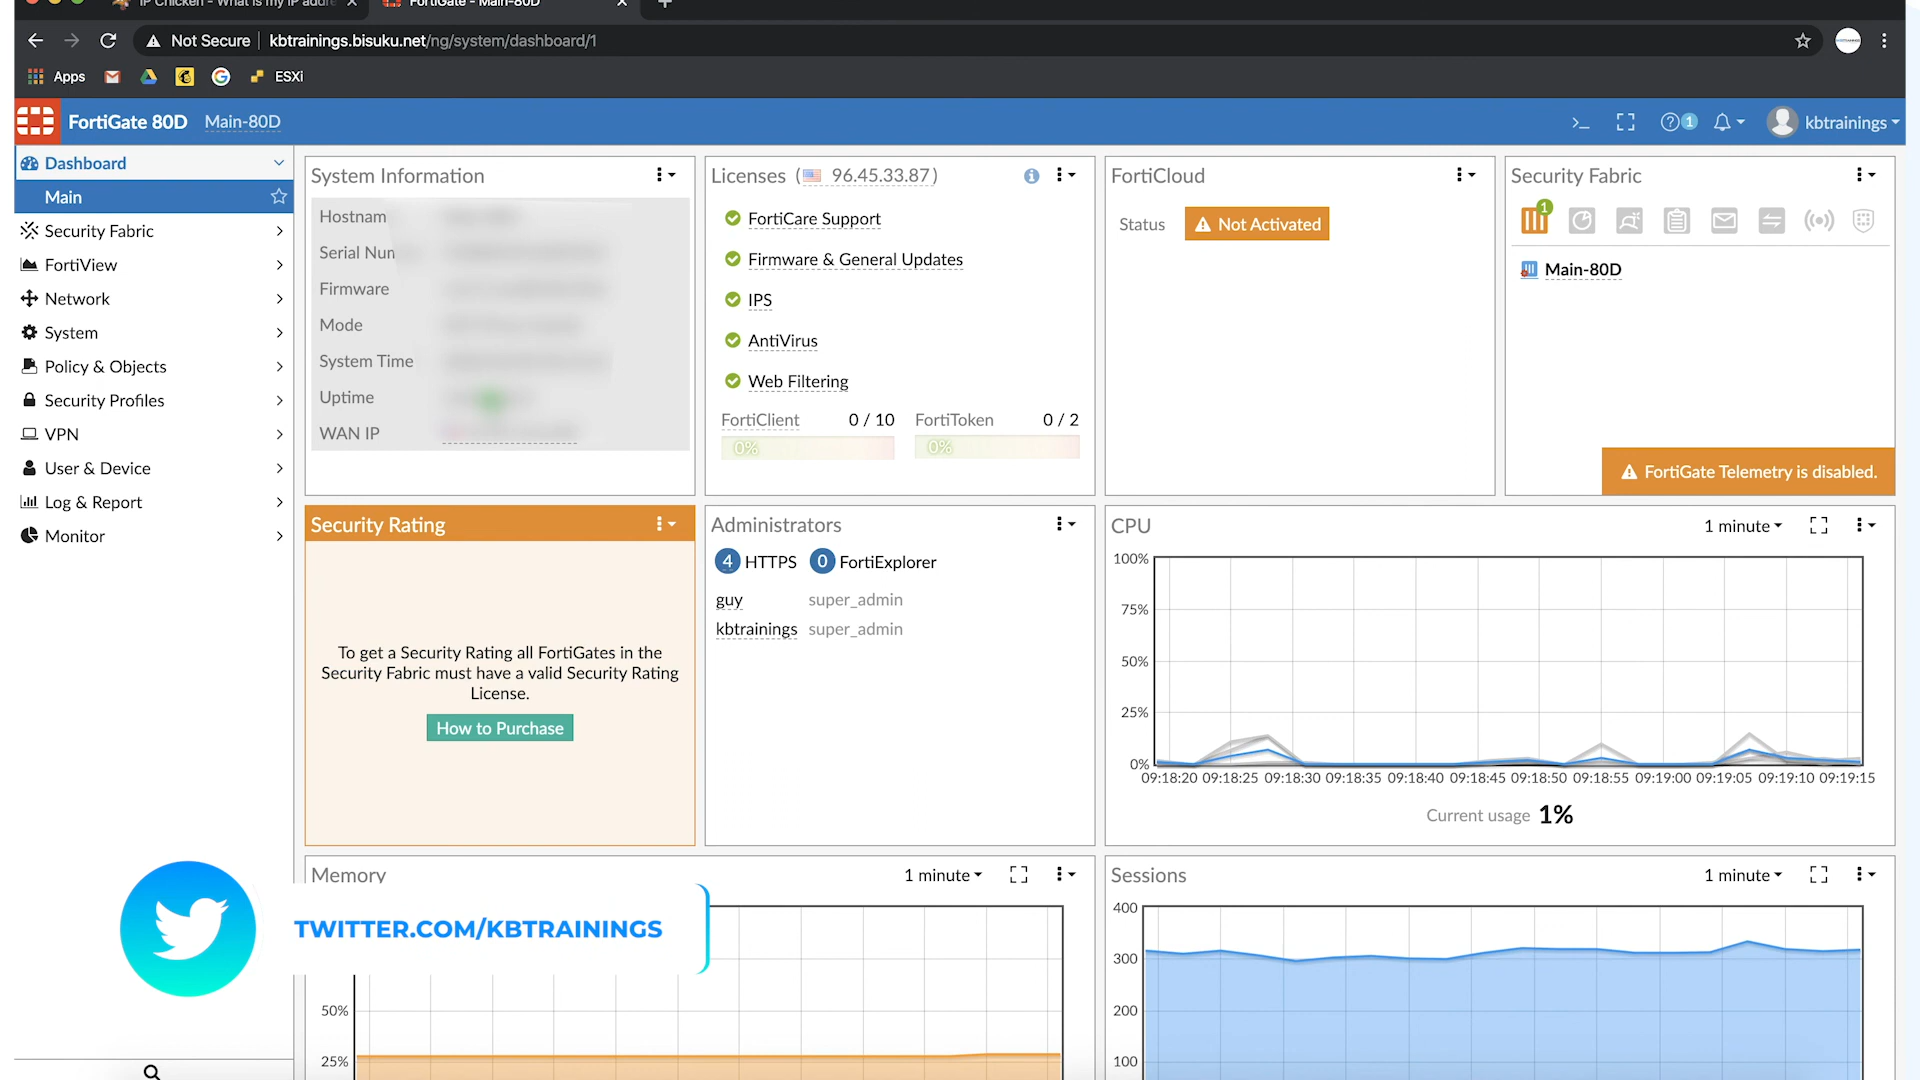 IP Chicken - What is my IP addre
FortiGate - Main-80D
Not Secure
kbtrainings.bisuku.net/ng/system/dashboard/1
Apps
ESXi
FortiGate 80D
Main-80D
1
kbtrainings
Dashboard
Main
Security Fabric
FortiView
Network
System
Policy & Objects
Security Profiles
VPN
User & Device
Log & Report
Monitor
System Information
Hostnam
Serial Nun
Firmware
Mode
System Time
Uptime
WAN IP
Licenses ( 96.45.33.87)
FortiCare Support
Firmware & General Updates
IPS
AntiVirus
Web Filtering
FortiClient 0 / 10
0%
FortiToken 0 / 2
0%
FortiCloud
Status Not Activated
Security Fabric
1
Main-80D
FortiGate Telemetry is disabled.
Security Rating
To get a Security Rating all FortiGates in the
Security Fabric must have a valid Security Rating
License.
How to Purchase
Administrators
4 HTTPS 0 FortiExplorer
guy super_admin
kbtrainings super_admin
CPU
1 minute
100%
75%
50%
25%
0%
09:18:20 09:18:25 09:18:30 09:18:35 09:18:40 09:18:45 09:18:50 09:18:55 09:19:00 09:19:05 09:19:10 09:19:15
Current usage 1%
Memory
1 minute
50%
25%
Sessions
1 minute
400
300
200
100
TWITTER.COM/KBTRAININGS